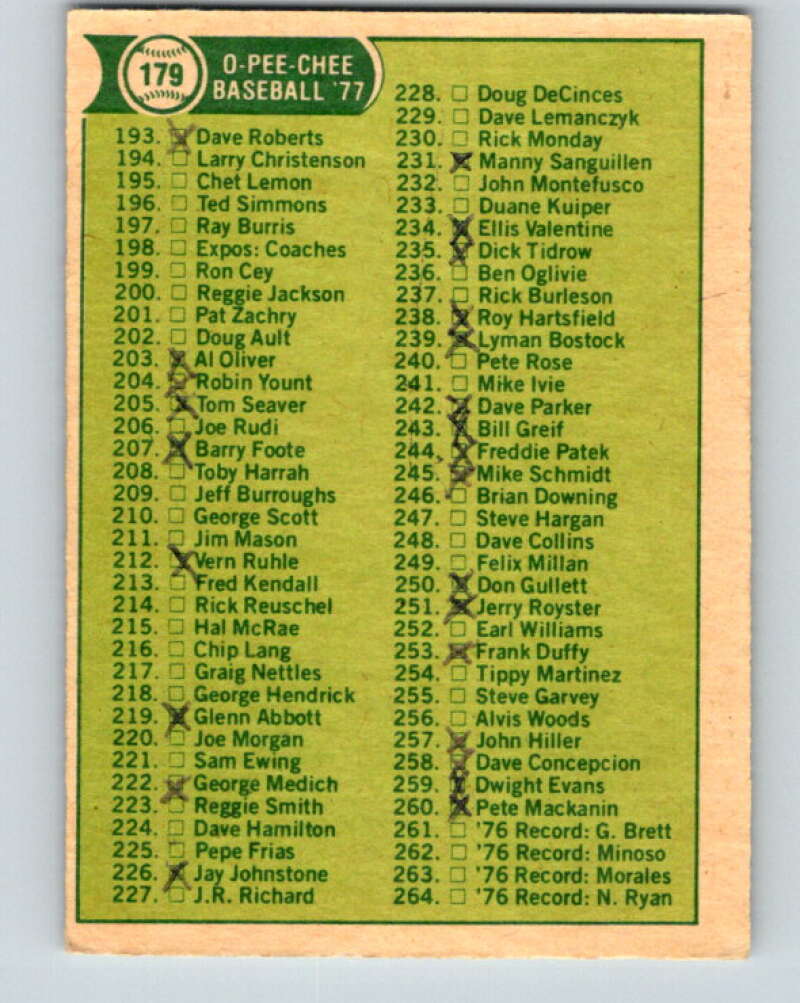 179
O-PEE-CHEE
BASEBALL '77
193. Dave Roberts
194. Larry Christenson
195. Chet Lemon
196. Ted Simmons
197. Ray Burris
198. Expos: Coaches
199. Ron Cey
200. Reggie Jackson
201. Pat Zachry
202. Doug Ault
203. Al Oliver
204. Robin Yount
205. Tom Seaver
206. Joe Rudi
207. Barry Foote
208. Toby Harrah
209. Jeff Burroughs
210. George Scott
211. Jim Mason
212. Vern Ruhle
213. Fred Kendall
214. Rick Reuschel
215. Hal McRae
216. Chip Lang
217. Graig Nettles
218. George Hendrick
219. Glenn Abbott
220. Joe Morgan
221. Sam Ewing
222. George Medich
223. Reggie Smith
224. Dave Hamilton
225. Pepe Frias
226. Jay Johnstone
227. J.R. Richard
228. Doug DeCinces
229. Dave Lemanczyk
230. Rick Monday
231. Manny Sanguillen
232. John Montefusco
233. Duane Kuiper
234. Ellis Valentine
235. Dick Tidrow
236. Ben Oglivie
237. Rick Burleson
238. Roy Hartsfield
239. Lyman Bostock
240. Pete Rose
241. Mike Ivie
242. Dave Parker
243. Bill Greif
244. Freddie Patek
245. Mike Schmidt
246. Brian Downing
247. Steve Hargan
248. Dave Collins
249. Felix Millan
250. Don Gullett
251. Jerry Royster
252. Earl Williams
253. Frank Duffy
254. Tippy Martinez
255. Steve Garvey
256. Alvis Woods
257. John Hiller
258. Dave Concepcion
259. Dwight Evans
260. Pete Mackanin
261. '76 Record: G. Brett
262. '76 Record: Minoso
263. '76 Record: Morales
264. '76 Record: N. Ryan